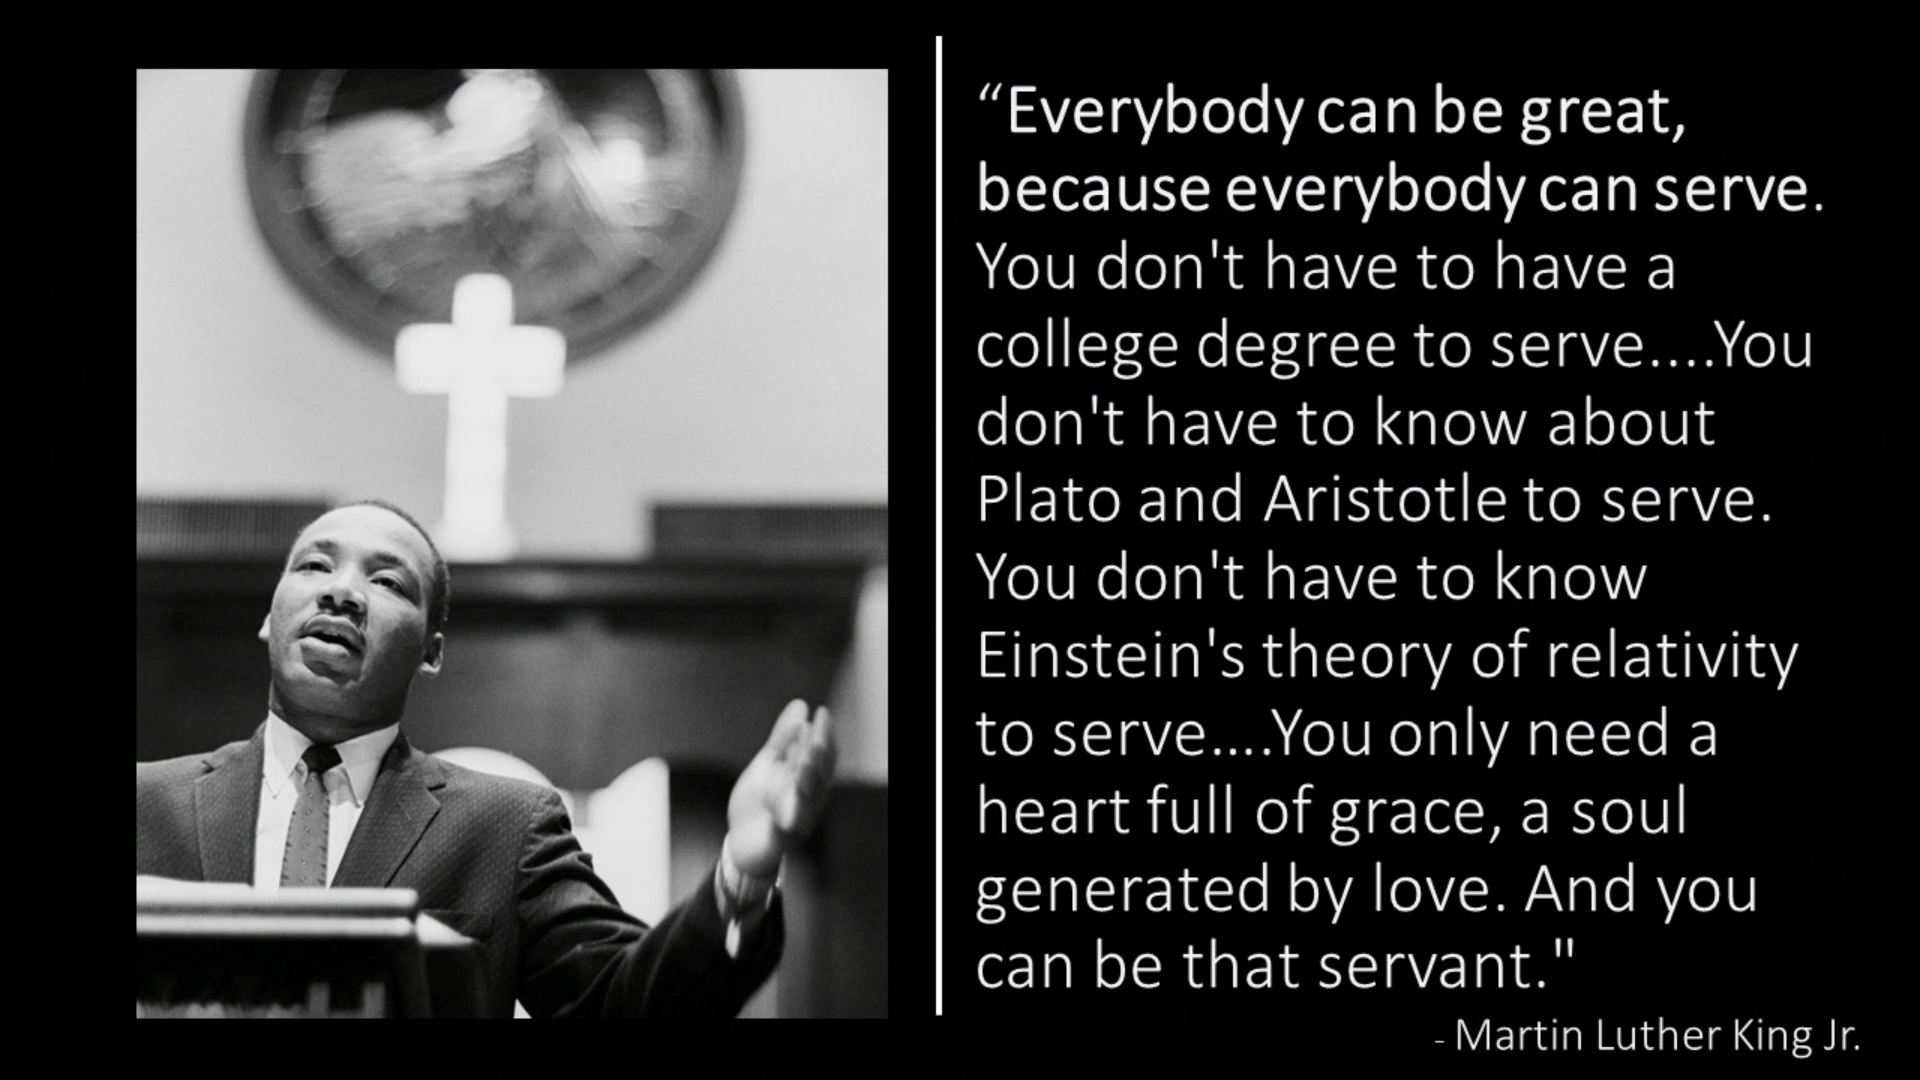 “Everybody can be great,
because everybody can serve.
You don't have to have a
college degree to serve....You
don't have to know about
Plato and Aristotle to serve.
You don't have to know
Einstein's theory of relativity
to serve....You only need a
heart full of grace, a soul
generated by love. And you
can be that servant."
- Martin Luther King Jr.